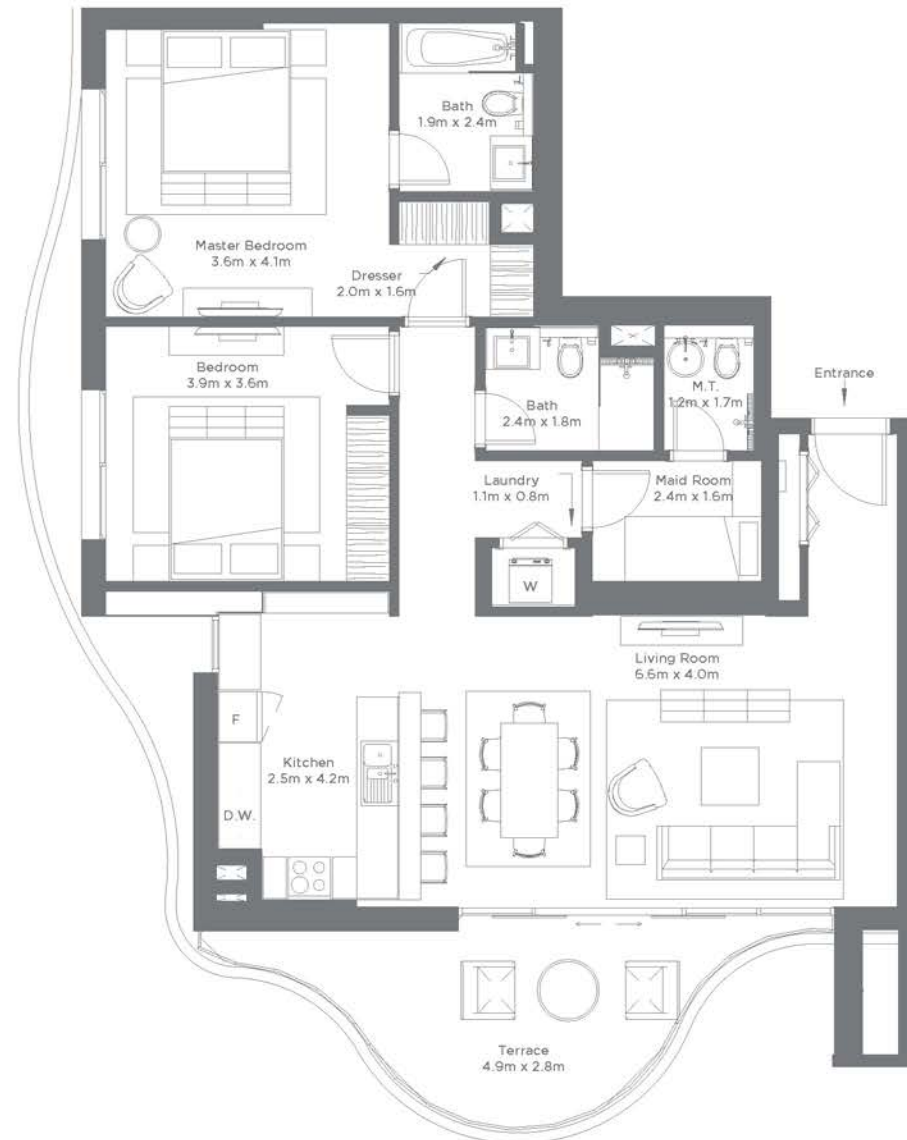 Bath
1.9m x 2.4m
Master Bedroom
3.6m x 4.1m
Dresser
2.0m x 1.6m
Bedroom
3.9m x 3.6m
Bath
2.4m x 1.8m
M.T.
1.2m x 1.7m
Entrance
Laundry
1.1m x 0.8m
Maid Room
2.4m x 1.6m
W
Living Room
6.6m x 4.0m
F
Kitchen
2.5m x 4.2m
D.W.
Terrace
4.9m x 2.8m